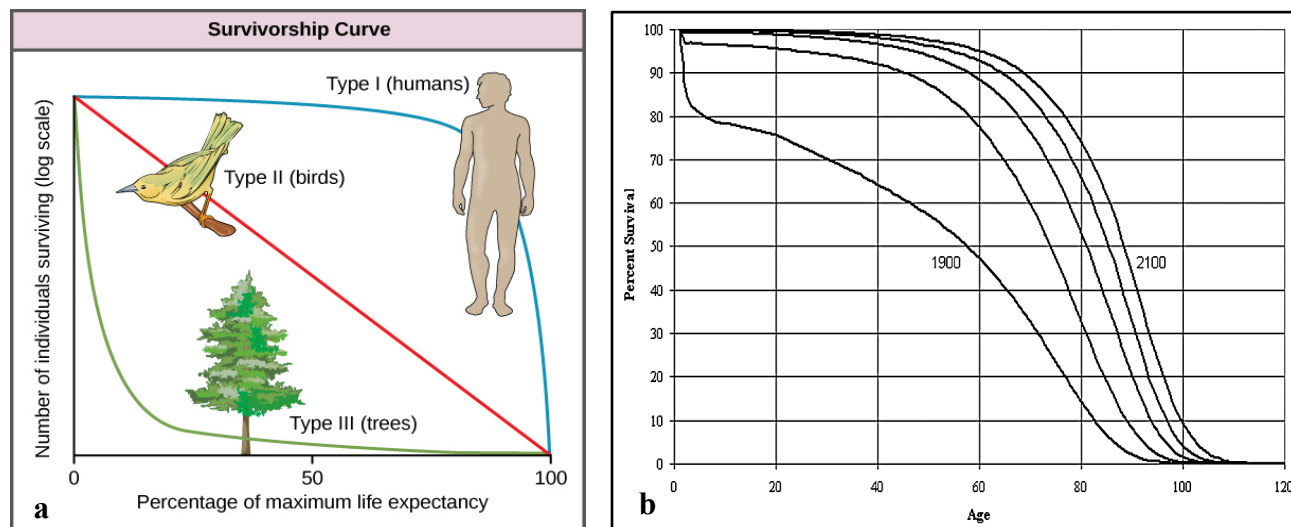 Survivorship Curve
Number of individuals surviving (log scale)
Type I (humans)
Type II (birds)
Type III (trees)
0
50
100
Percentage of maximum life expectancy
a
Percent Survival
100
90
80
70
60
50
40
30
20
10
0
1900
2100
0
20
40
60
80
100
120
Age
b